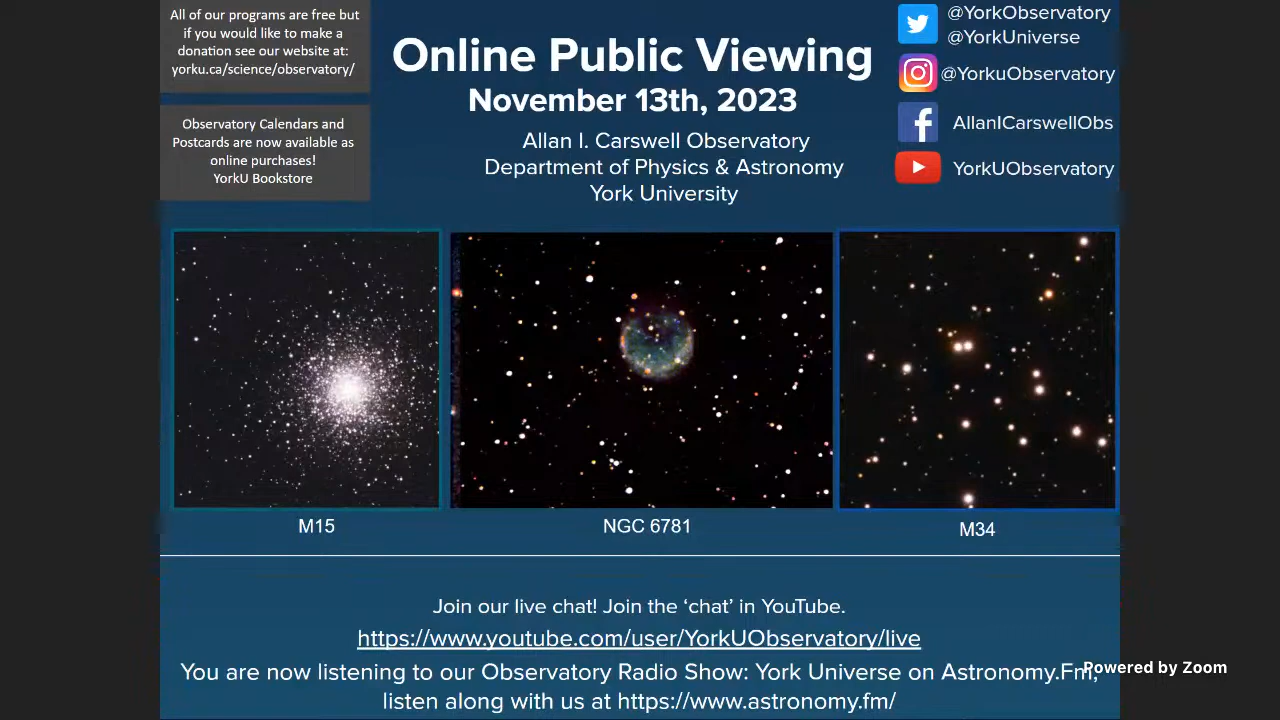 All of our programs are free but
if you would like to make a
donation see our website at:
yorku.ca/science/observatory/
Observatory Calendars and
Postcards are now available as
online purchases!
YorkU Bookstore
Online Public Viewing
November 13th, 2023
Allan I. Carswell Observatory
Department of Physics & Astronomy
York University
@YorkObservatory
@YorkUniverse
@YorkuObservatory
AllanICarswellObs
YorkUObservatory
M15
NGC 6781
M34
Join our live chat! Join the ‘chat’ in YouTube.
https://www.youtube.com/user/YorkUObservatory/live
You are now listening to our Observatory Radio Show: York Universe on Astronomy.Fm,
listen along with us at https://www.astronomy.fm/
Powered by Zoom